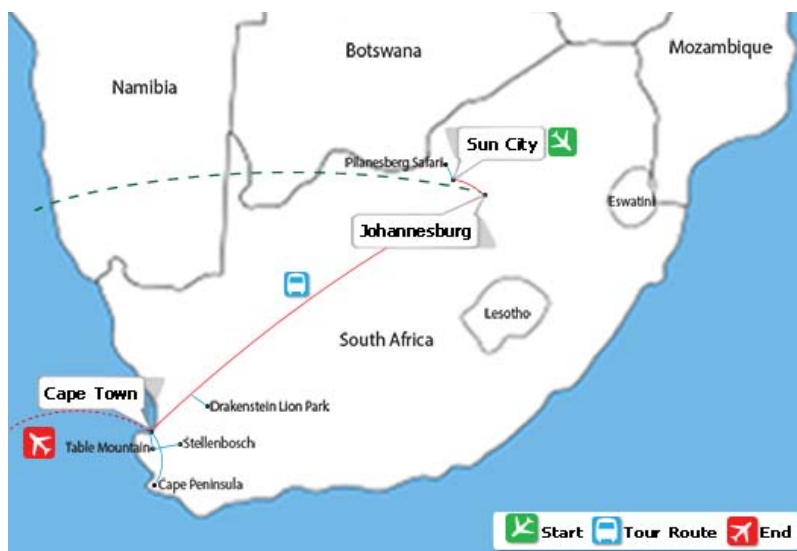 Namibia
Botswana
Mozambique
Sun City
Pilanesberg Safari
Eswatini
Johannesburg
Lesotho
South Africa
Cape Town
Drakenstein Lion Park
Table Mountain
Stellenbosch
Cape Peninsula
Start Tour Route End